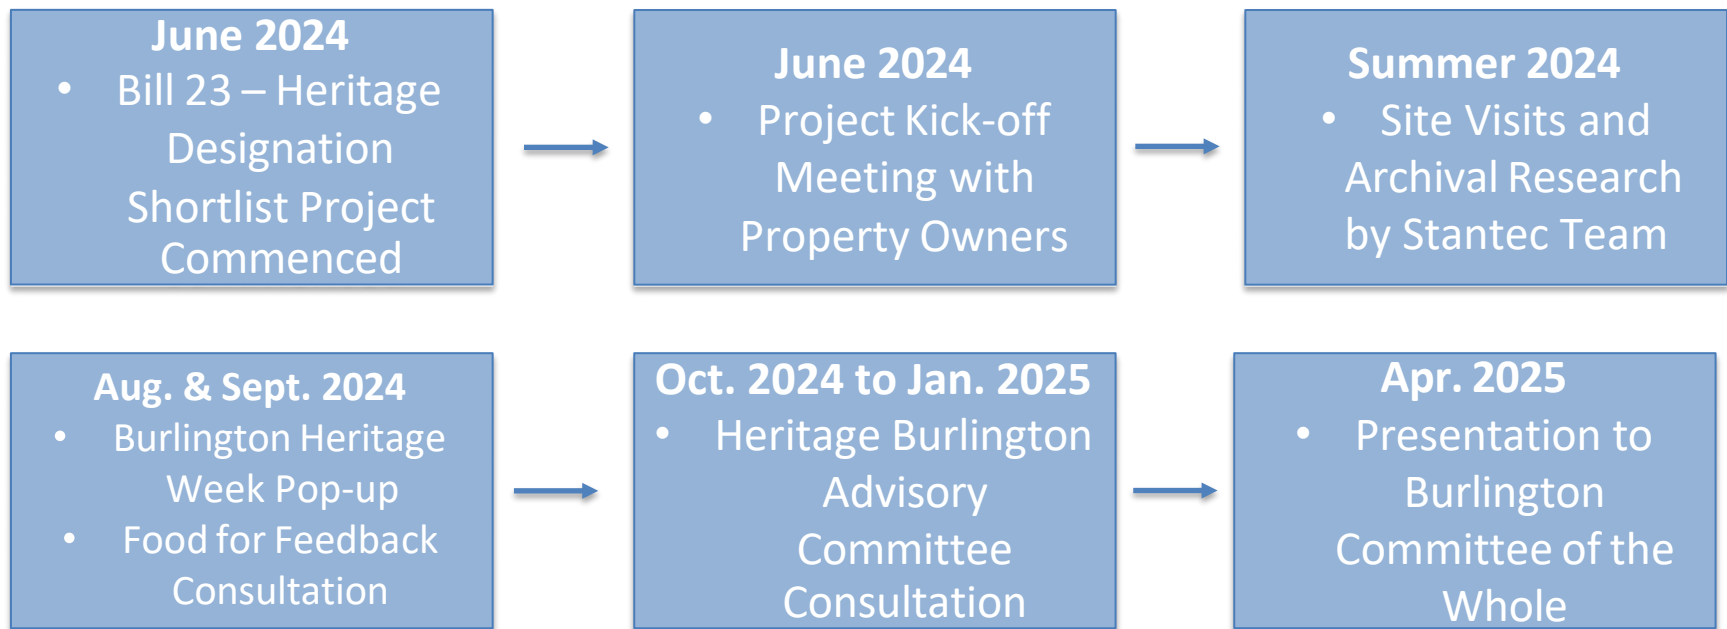 June 2024
• Bill 23 – Heritage
Designation
Shortlist Project
Commenced
June 2024
• Project Kick-off
Meeting with
Property Owners
Summer 2024
• Site Visits and
Archival Research
by Stantec Team
Aug. & Sept. 2024
• Burlington Heritage
Week Pop-up
• Food for Feedback
Consultation
Oct. 2024 to Jan. 2025
• Heritage Burlington
Advisory
Committee
Consultation
Apr. 2025
• Presentation to
Burlington
Committee of the
Whole